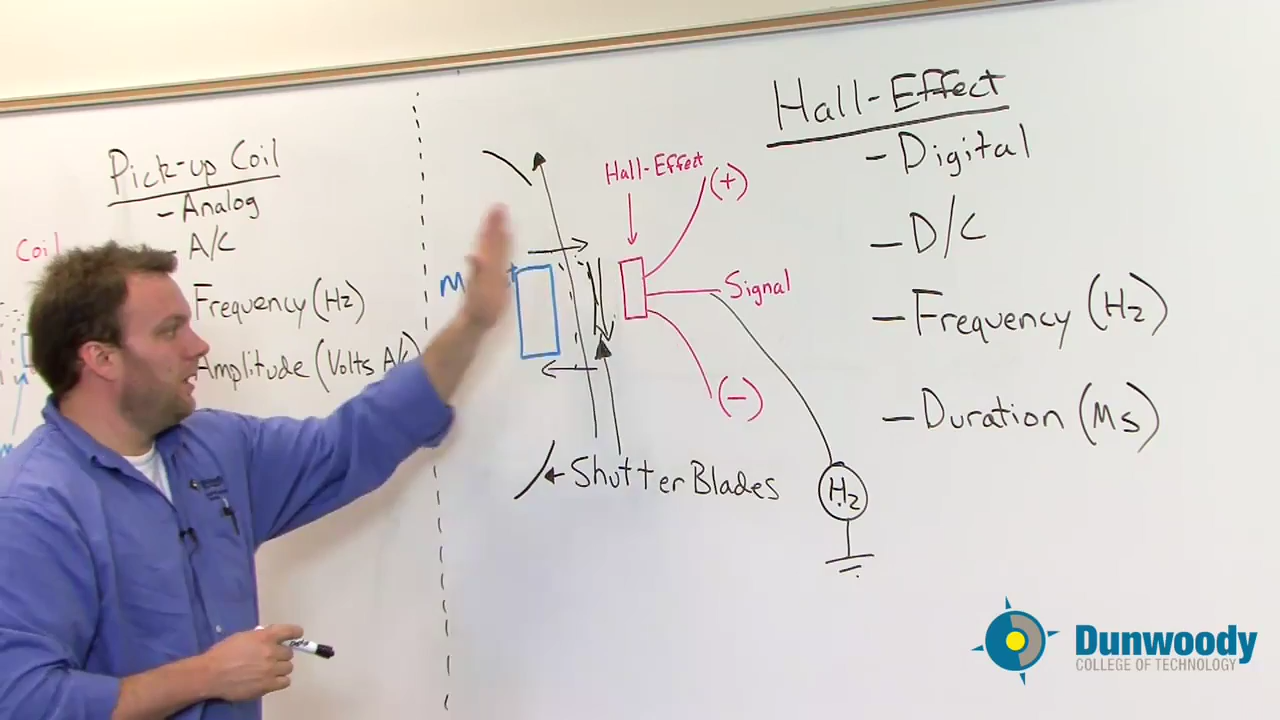 Pick-up Coil
- Analog
- A/C
Frequency (Hz)
Amplitude (Volts A/C)
Coil
Hall-Effect
(+)
Signal
(-)
Shutter Blades
Hz
Hall-Effect
- Digital
- D/C
- Frequency (Hz)
- Duration (Ms)
Dunwoody
COLLEGE OF TECHNOLOGY